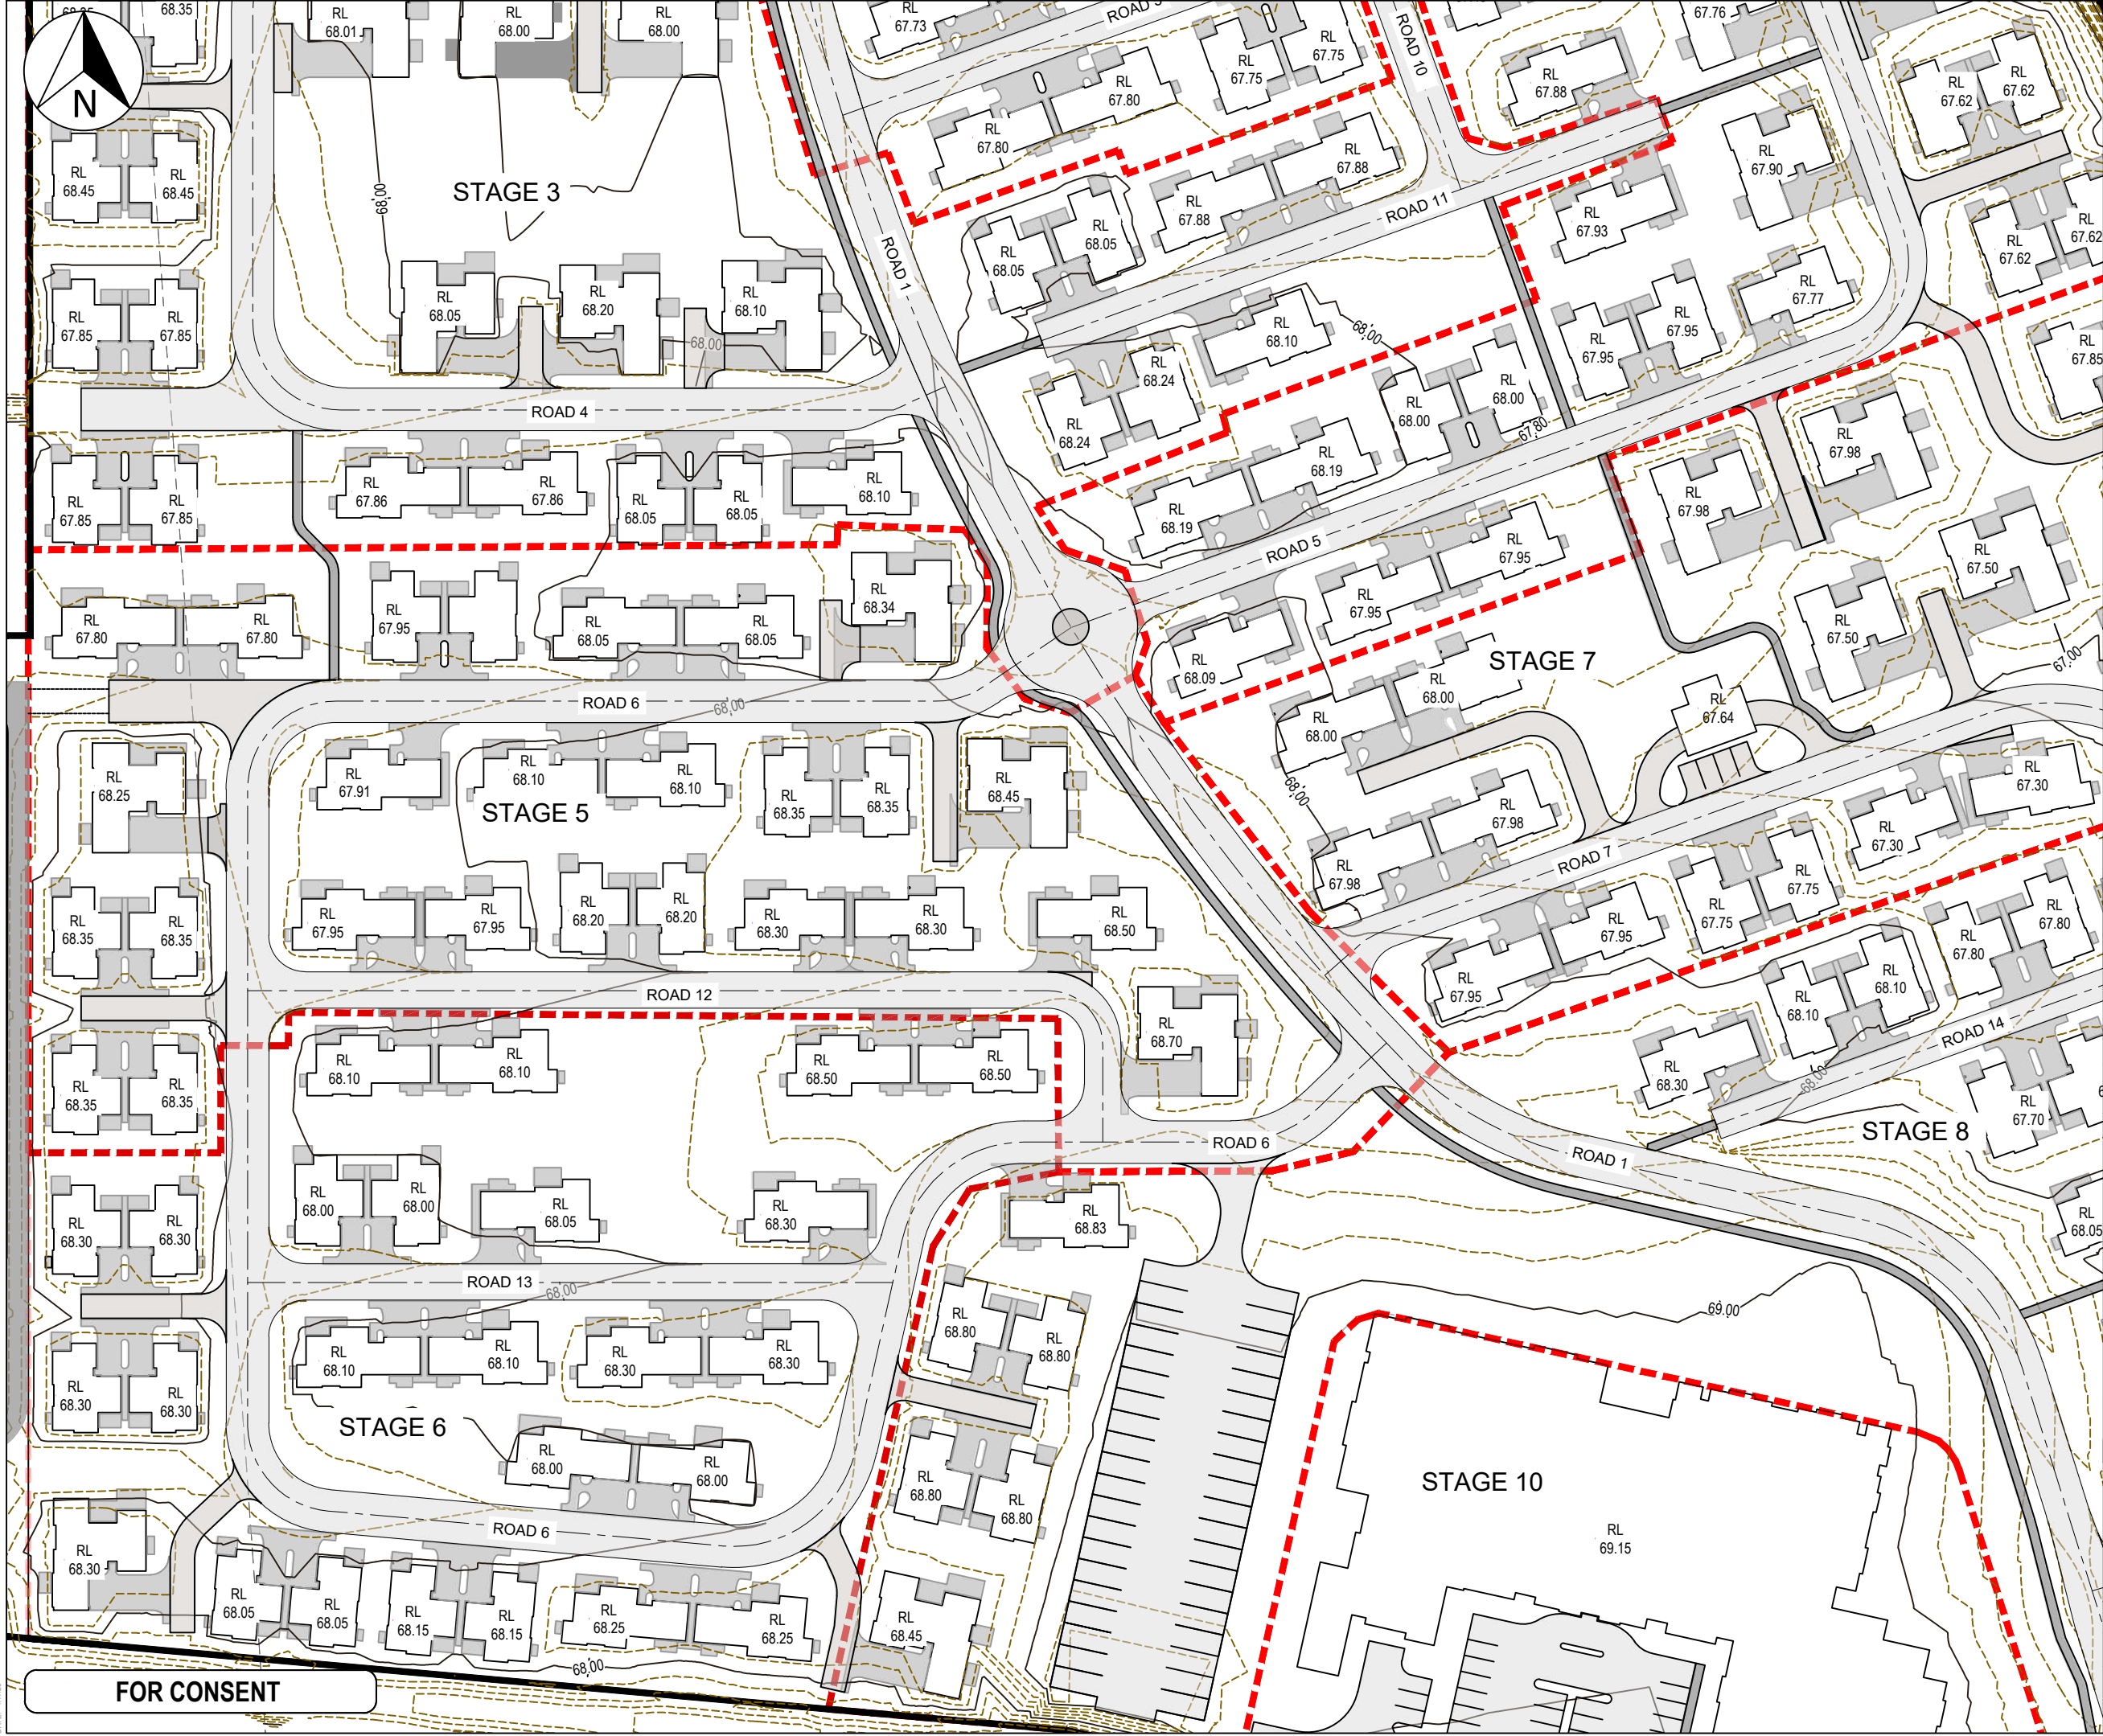 68.35
68.35
RL
68.01
RL
68.00
RL
68.00
RL
67.73
ROAD 10
RL
67.75
RL
67.75
67.76
RL
67.88
RL
67.62
RL
67.62
N
RL
67.80
RL
67.80
RL
68.45
RL
68.45
68.00
STAGE 3
RL
67.88
RL
67.88
ROAD 11
RL
67.90
RL
67.93
RL
67.62
RL
67.62
ROAD 1
RL
68.05
RL
68.05
RL
67.85
RL
67.85
RL
68.05
RL
68.20
RL
68.10
68.00
RL
68.10
68.00
RL
67.77
RL
67.95
RL
67.95
RL
67.85
RL
68.24
RL
68.24
ROAD 4
RL
68.00
RL
68.00
67.80
RL
67.98
RL
67.85
RL
67.85
RL
67.86
RL
67.86
RL
68.05
RL
68.05
RL
68.10
RL
68.19
RL
68.19
RL
67.98
ROAD 5
RL
67.95
RL
67.95
RL
67.50
RL
67.50
RL
67.80
RL
67.80
RL
67.95
RL
68.05
RL
68.05
RL
68.34
RL
68.09
STAGE 7
67.00
ROAD 6
68.00
RL
68.00
RL
68.00
RL
67.64
RL
68.25
RL
67.91
RL
68.10
RL
68.10
STAGE 5
RL
68.35
RL
68.35
RL
68.45
68.00
RL
67.98
RL
67.98
ROAD 7
RL
67.30
RL
67.30
RL
68.35
RL
68.35
RL
67.95
RL
67.95
RL
68.20
RL
68.20
RL
68.30
RL
68.30
RL
68.50
RL
67.95
RL
67.95
RL
67.75
RL
67.75
RL
67.80
RL
67.80
ROAD 12
RL
68.70
RL
68.10
RL
68.10
ROAD 14
RL
68.35
RL
68.35
RL
68.10
RL
68.10
RL
68.50
RL
68.50
RL
68.30
68.00
RL
67.70
STAGE 8
ROAD 6
ROAD 1
RL
68.30
RL
68.30
RL
68.00
RL
68.00
RL
68.05
RL
68.30
RL
68.83
RL
68.05
ROAD 13
68.00
69.00
RL
68.80
RL
68.80
RL
68.30
RL
68.30
RL
68.10
RL
68.10
RL
68.30
RL
68.30
STAGE 6
RL
68.00
RL
68.00
RL
68.80
RL
68.80
STAGE 10
ROAD 6
RL
69.15
RL
68.30
RL
68.05
RL
68.05
RL
68.15
RL
68.15
RL
68.25
RL
68.25
RL
68.45
68.00
FOR CONSENT